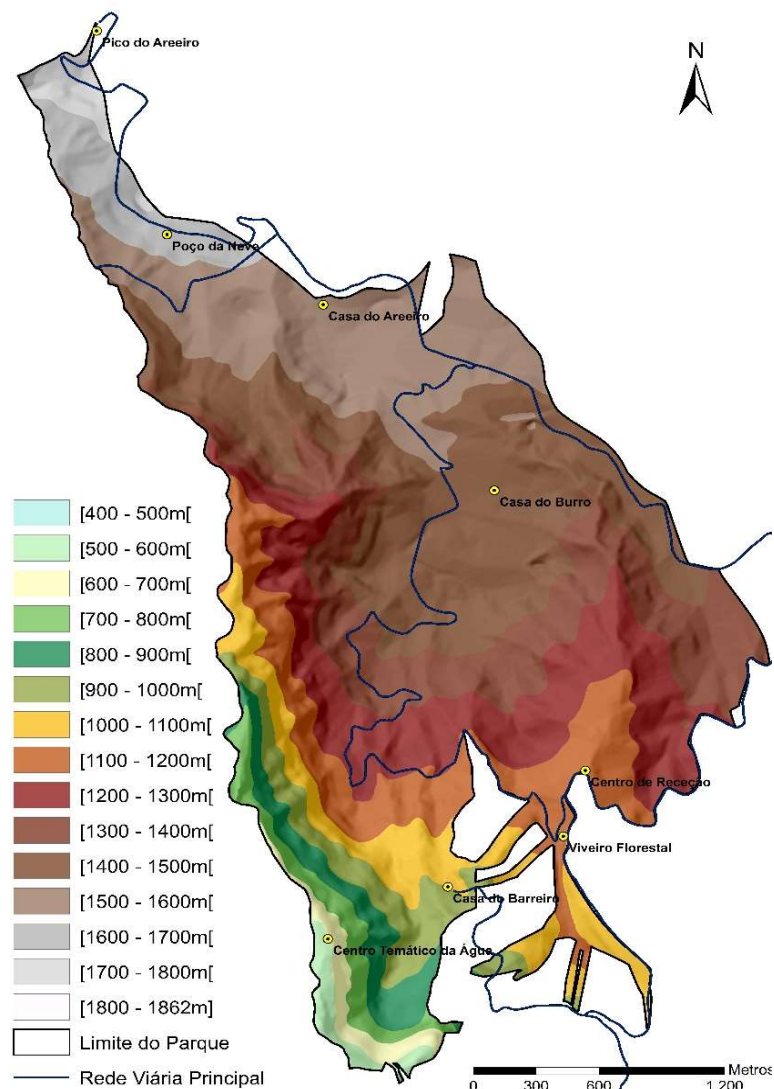 Pico do Areeiro
N
Poço da Neve
Casa do Areeiro
Casa do Burro
[400 - 500m[
[500 - 600m[
[600 - 700m[
[700 - 800m[
[800 - 900m[
[900 - 1000m[
[1000 - 1100m[
[1100 - 1200m[
[1200 - 1300m[
[1300 - 1400m[
[1400 - 1500m[
[1500 - 1600m[
[1600 - 1700m[
[1700 - 1800m[
[1800 - 1862m]
Limite do Parque
Rede Viária Principal
Centro de Receção
Viveiro Florestal
Casa do Barreiro
Centro Temático da Água
Metros
0 300 600 1.200